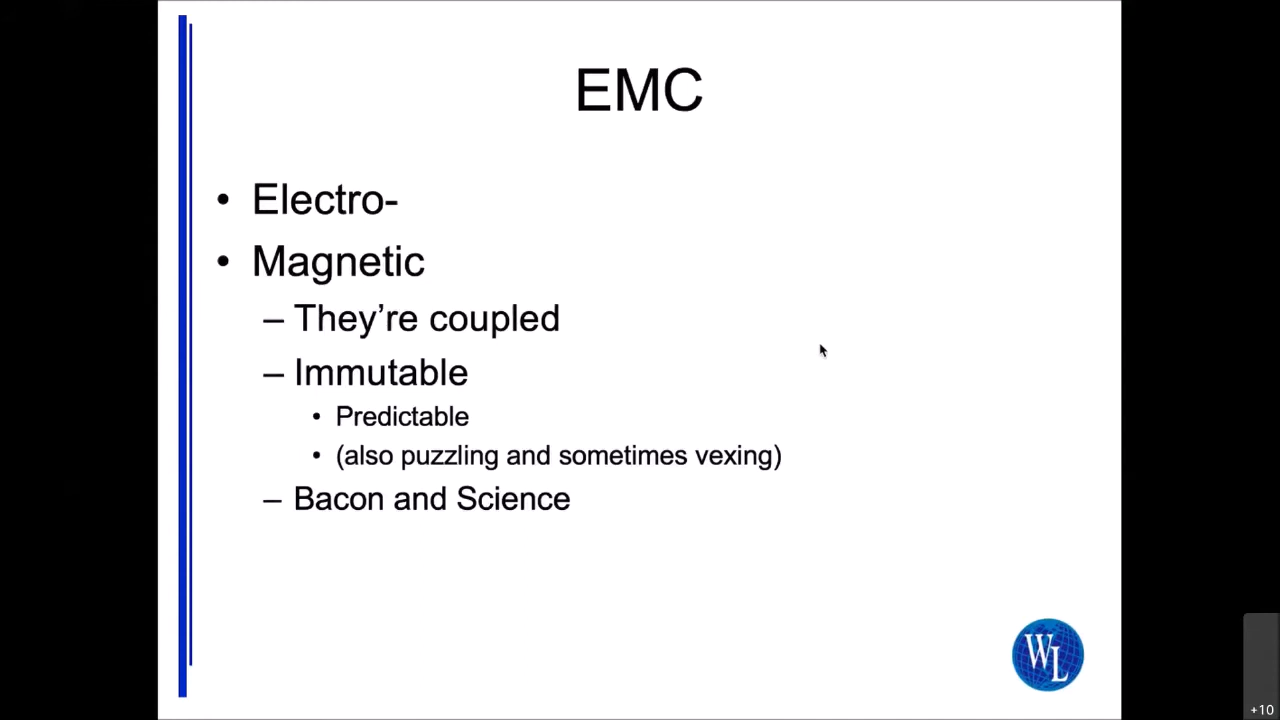 EMC
• Electro-
• Magnetic
– They’re coupled
– Immutable
• Predictable
• (also puzzling and sometimes vexing)
– Bacon and Science
WL
+10